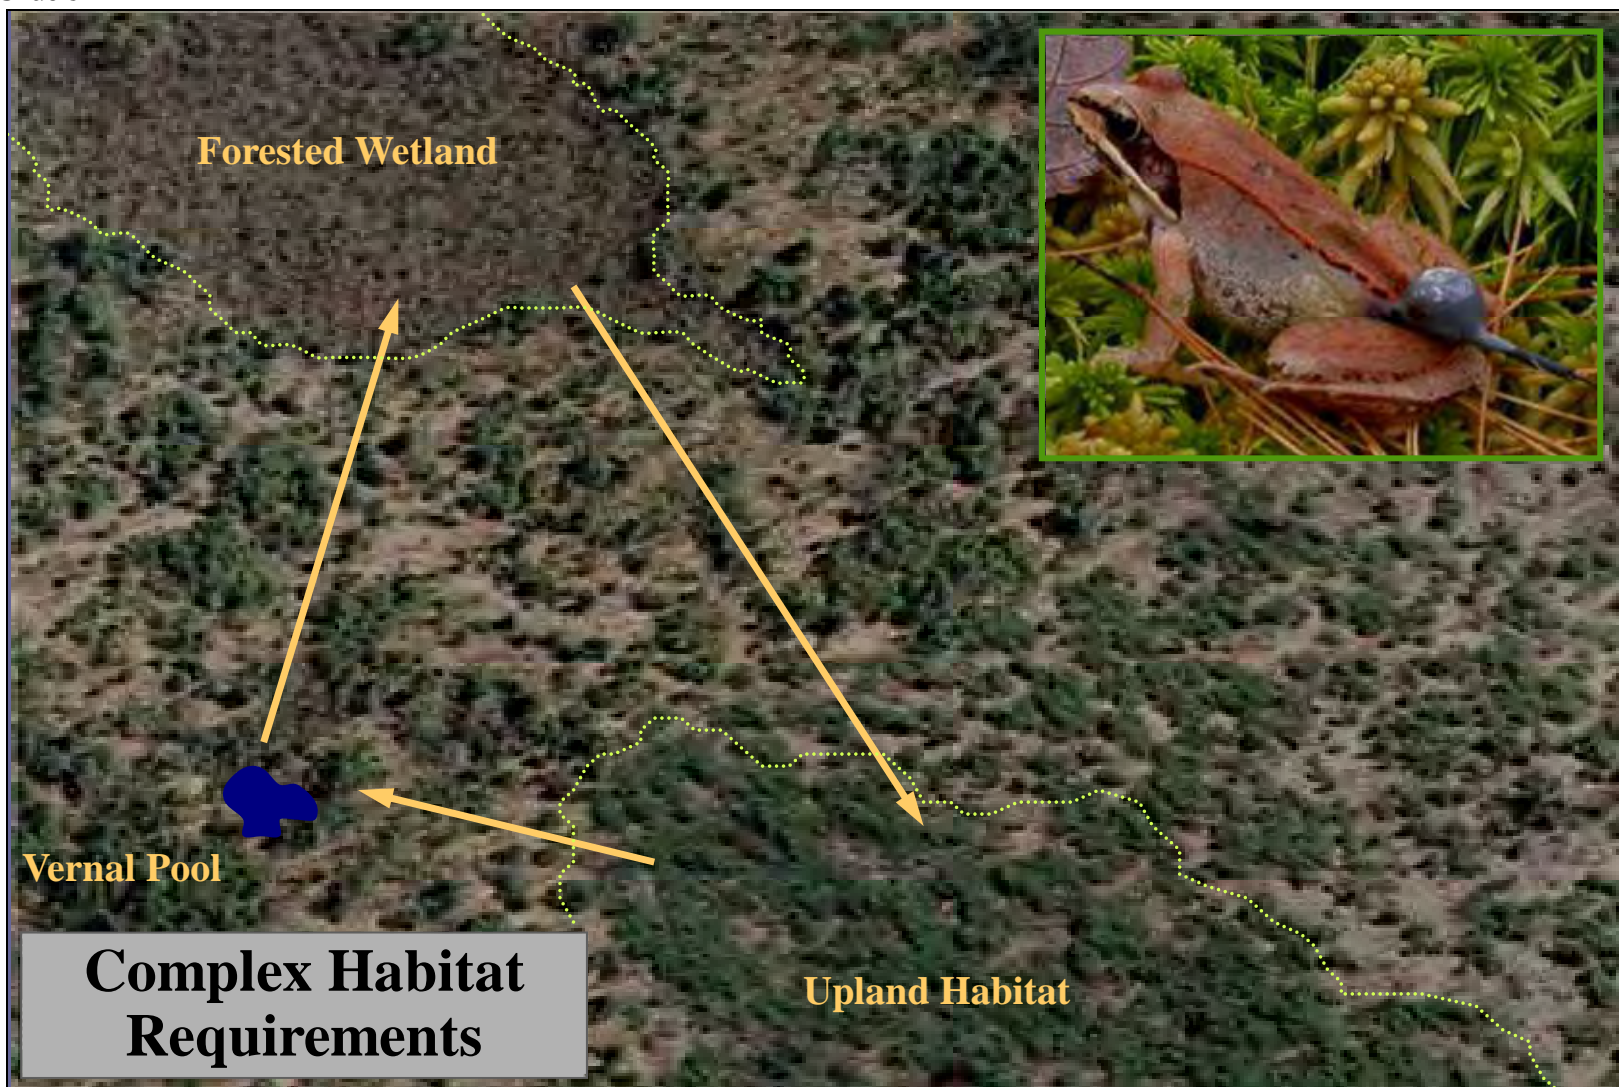 Forested Wetland
Vernal Pool
Complex Habitat
Requirements
Upland Habitat